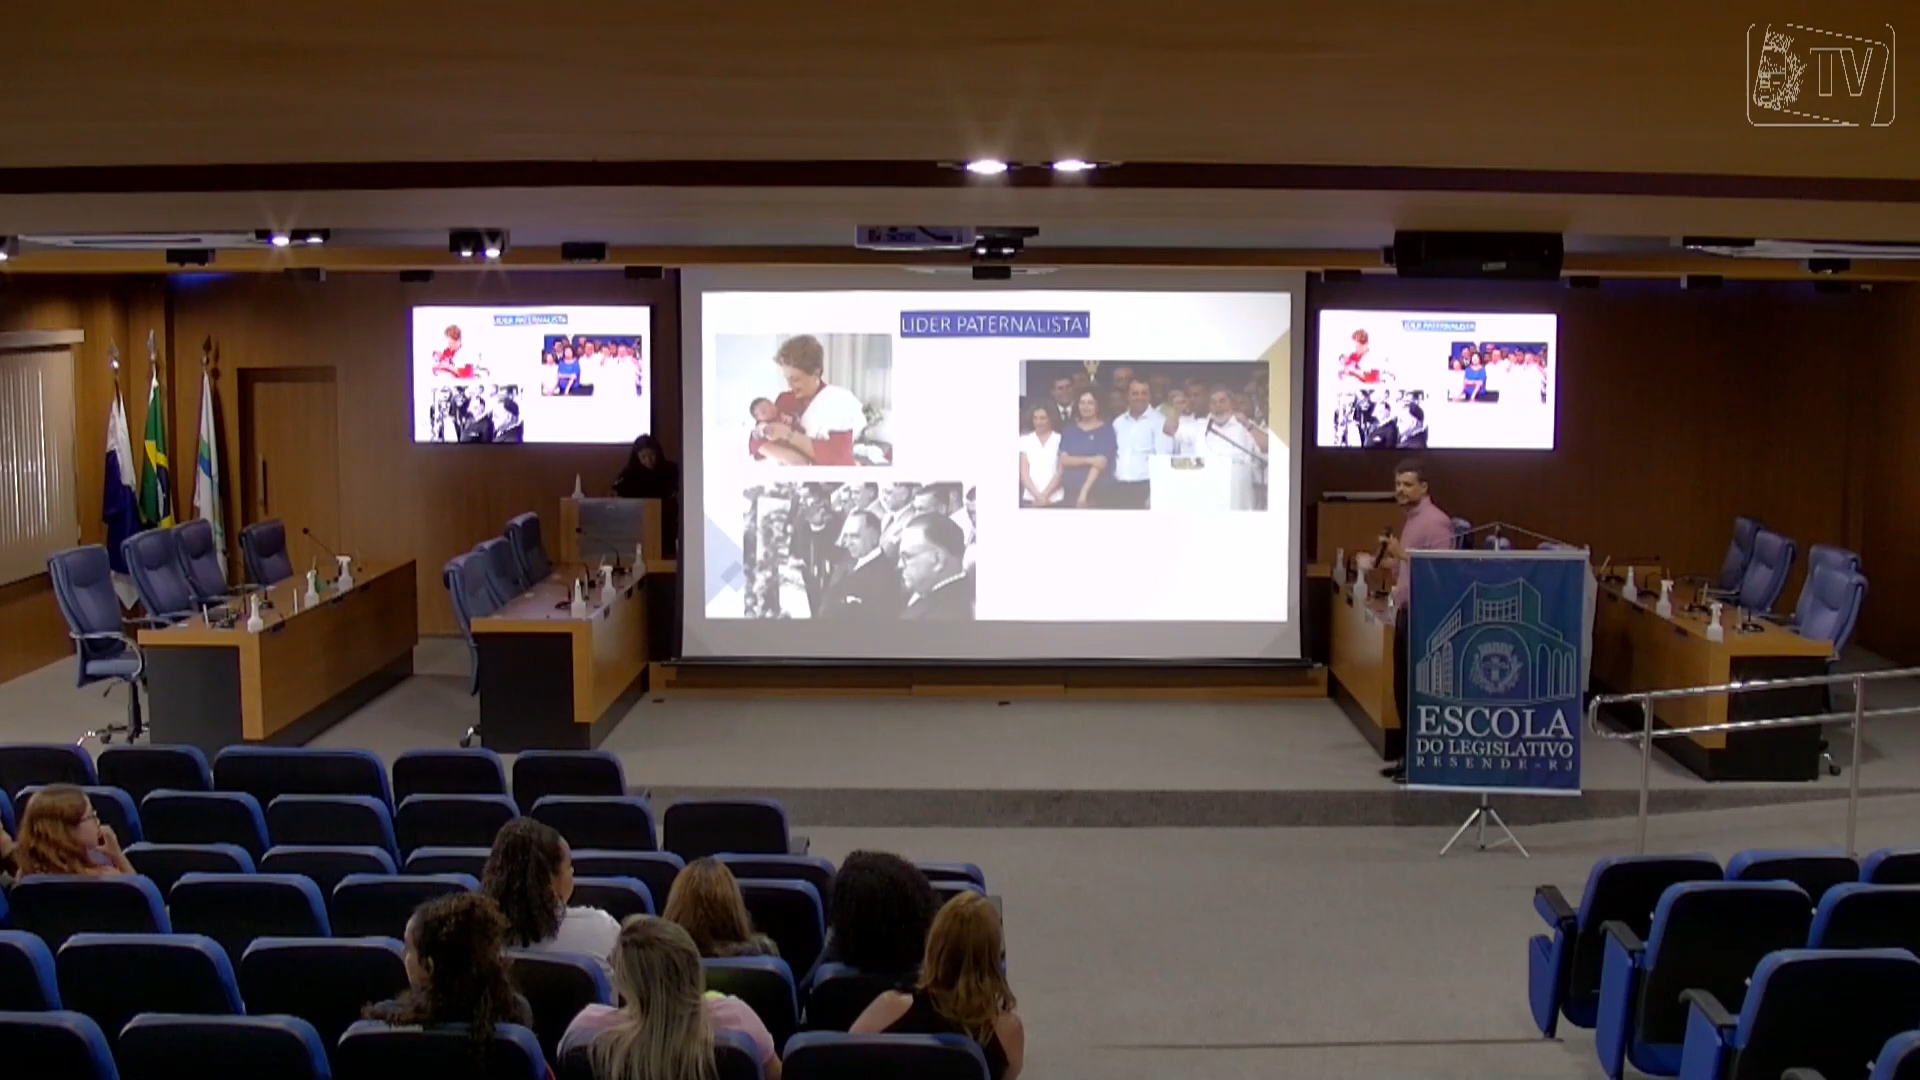 TV
LIDER PATERNALISTA!
LIDER PATERNALISTA!
LIDER PATERNALISTA!
ESCOLA
DO LEGISLATIVO
RESENDE-RJ